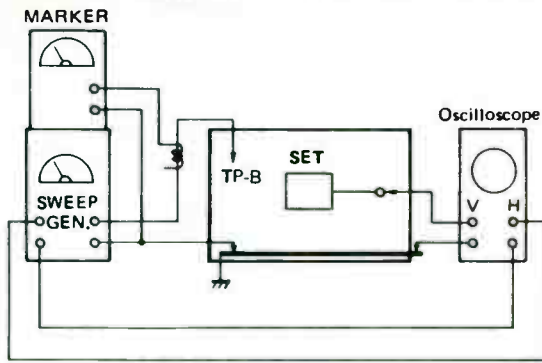 MARKER
Oscilloscope
SET
TP-B
SWEEP
GEN.
V H